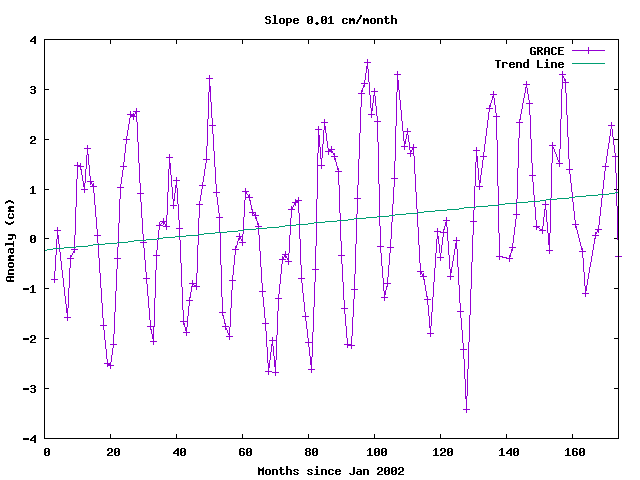 Slope 0.01 cm/month
GRACE
Trend Line
4
3
2
1
0
-1
-2
-3
-4
Anomaly (cm)
0 20 40 60 80 100 120 140 160
Months since Jan 2002